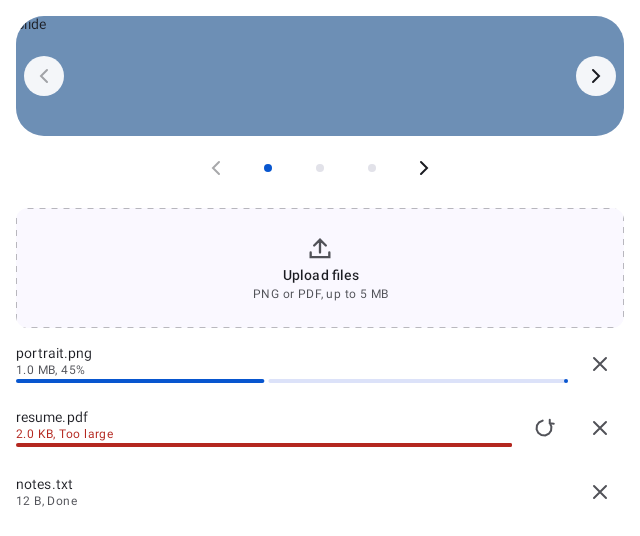 Upload files
PNG or PDF, up to 5 MB
portrait.png
1.0 MB, 45%
resume.pdf
2.0 KB, Too large
notes.txt
12 B, Done